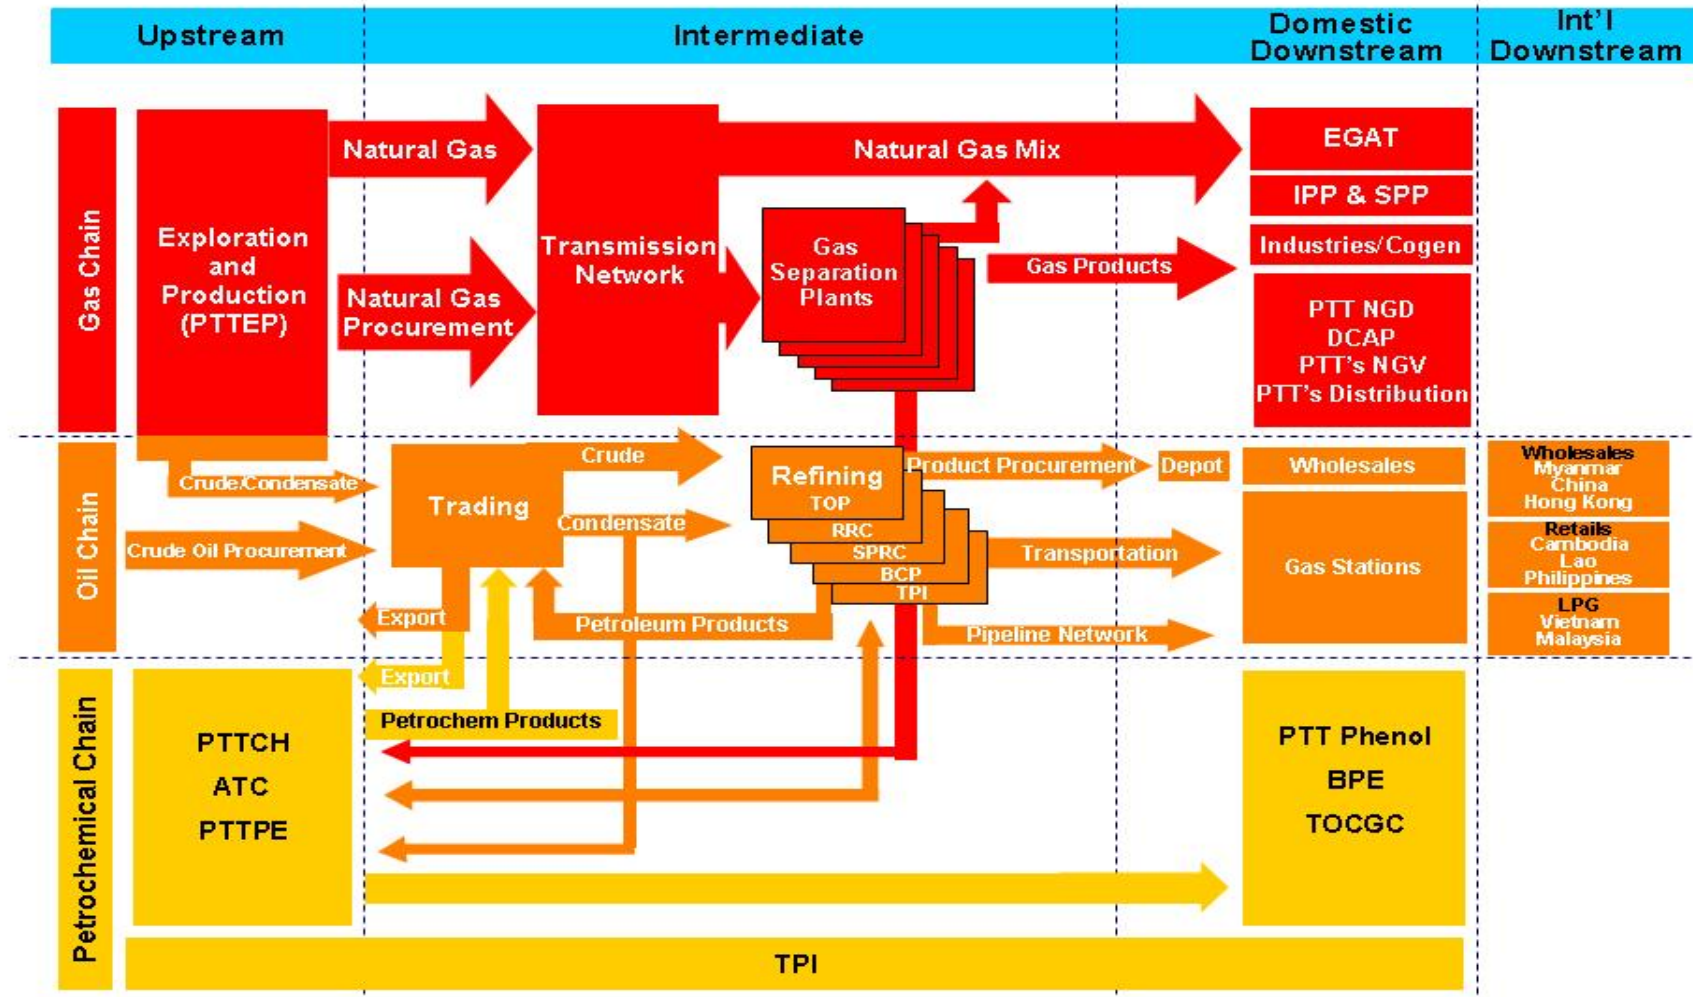 Upstream
Intermediate
Domestic
Downstream
Int'l
Downstream
Gas Chain
Exploration
and
Production
(PTTEP)
Natural Gas
Natural Gas
Procurement
Transmission
Network
Natural Gas Mix
Gas
Separation
Plants
Gas Products
EGAT
IPP & SPP
Industries/Cogen
PTT NGD
DCAP
PTT's NGV
PTT's Distribution
Oil Chain
Crude/Condensate
Crude Oil Procurement
Trading
Crude
Condensate
Export
Petroleum Products
Refining
TOP
RRC
SPRC
BCP
TPI
Product Procurement
Depot
Transportation
Pipeline Network
Wholesales
Gas Stations
Wholesales
Myanmar
China
Hong Kong
Retails
Cambodia
Lao
Philippines
LPG
Vietnam
Malaysia
Petrochemical Chain
Export
Petrochem Products
PTTCH
ATC
PTTPE
PTT Phenol
BPE
TOCGC
TPI